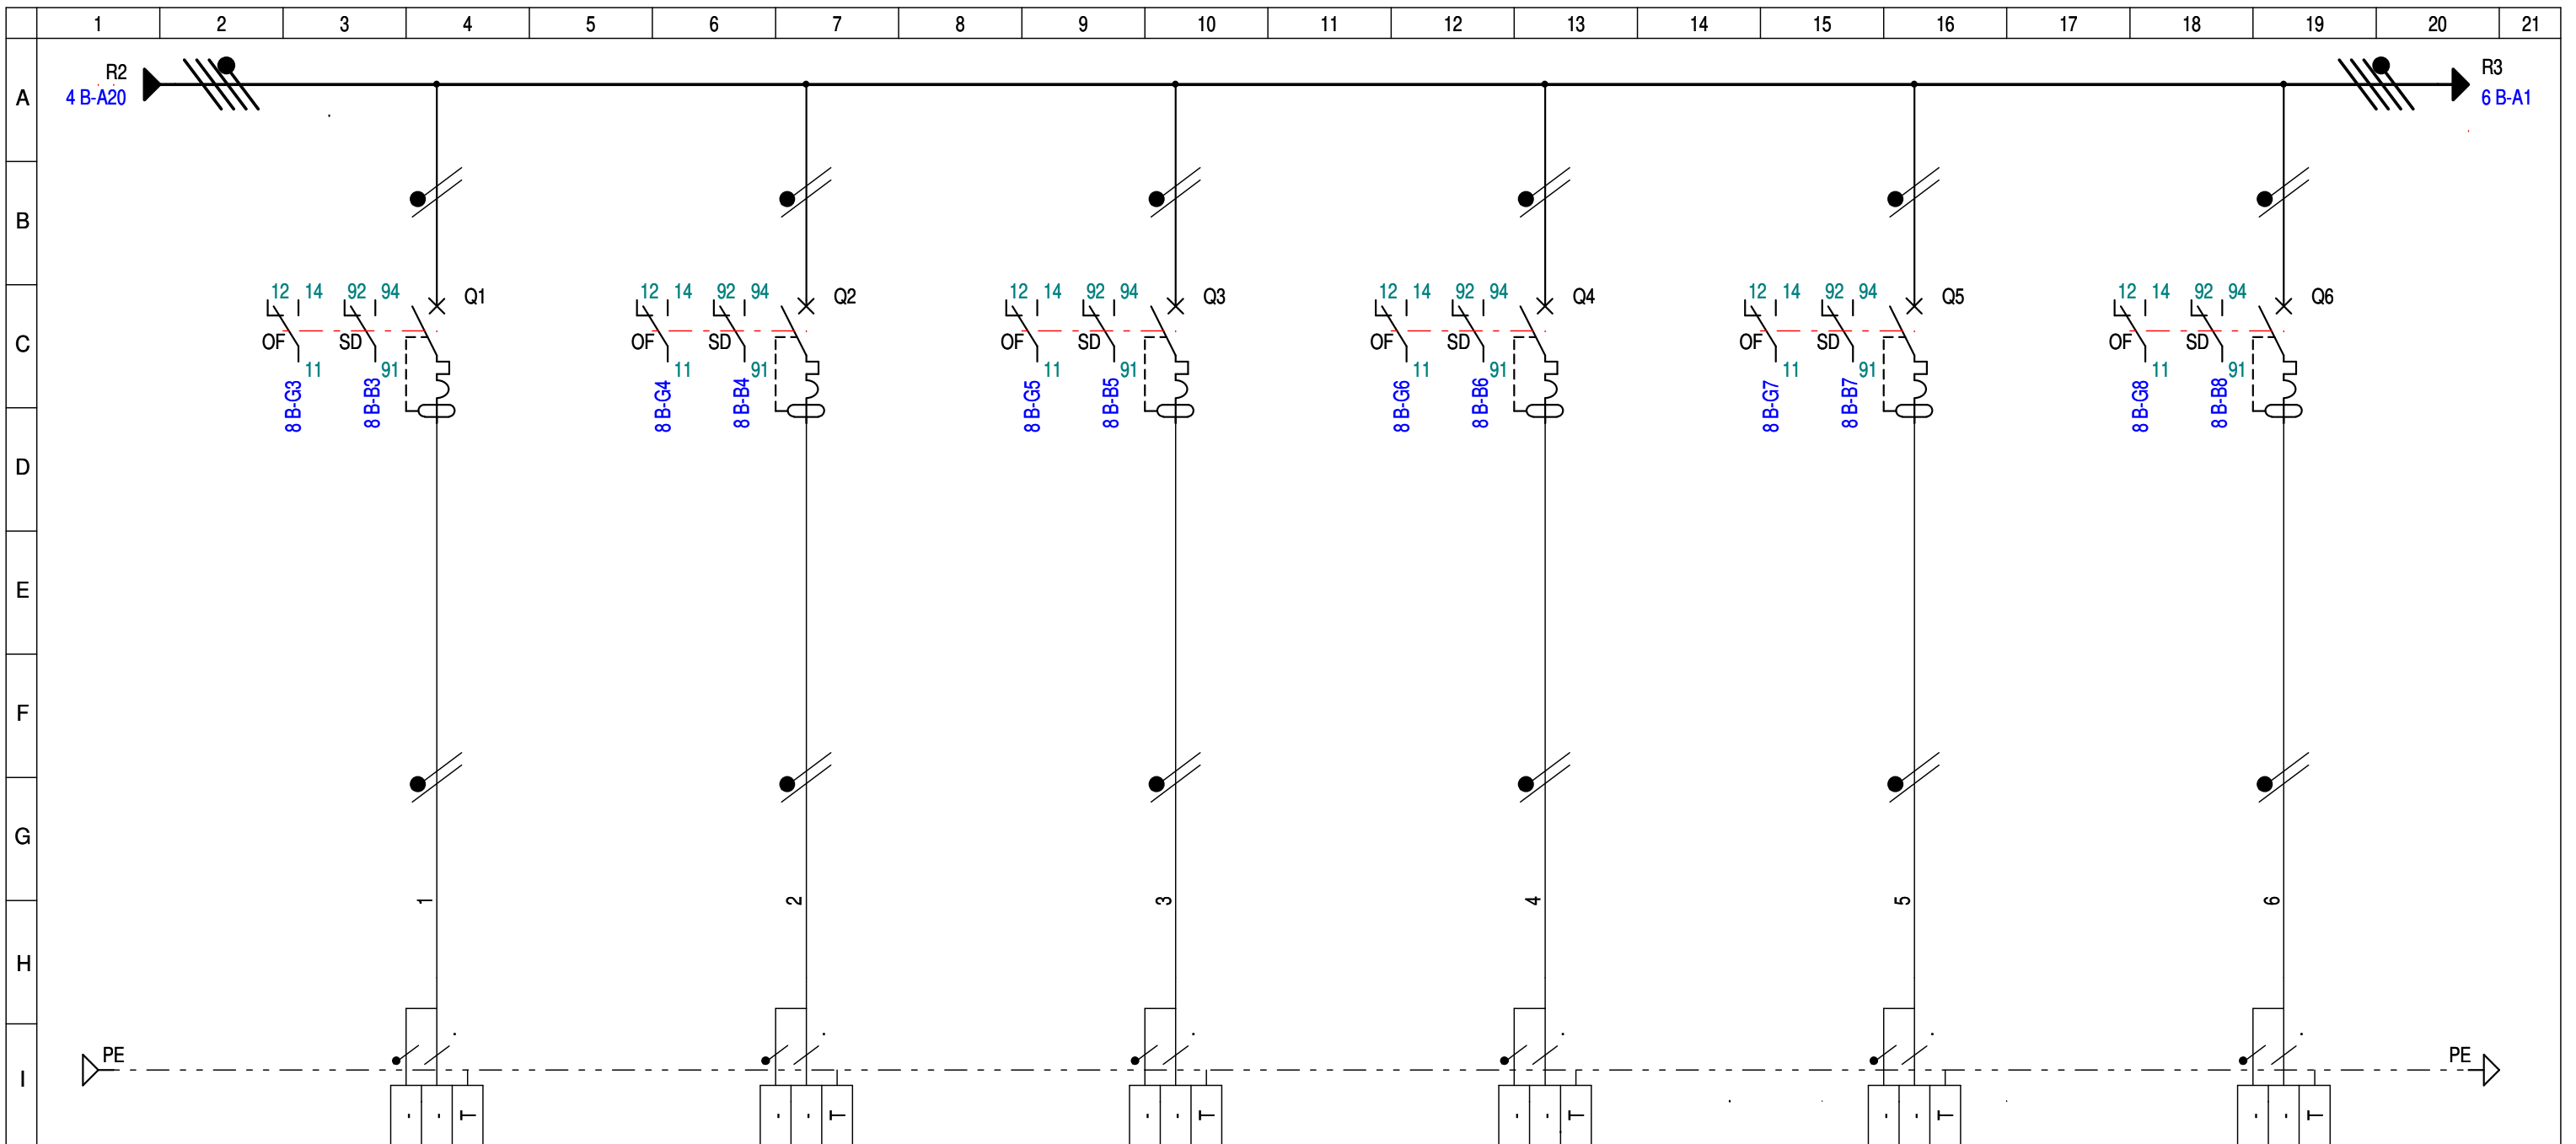 1 2 3 4 5 6 7 8 9 10 11 12 13 14 15 16 17 18 19 20 21
A
R2
4 B-A20
R3
6 B-A1
B
C
12 14 92 94 Q1
OF SD
11 91
8 B-G3 8 B-B3
12 14 92 94 Q2
OF SD
11 91
8 B-G4 8 B-B4
12 14 92 94 Q3
OF SD
11 91
8 B-G5 8 B-B5
12 14 92 94 Q4
OF SD
11 91
8 B-G6 8 B-B6
12 14 92 94 Q5
OF SD
11 91
8 B-G7 8 B-B7
12 14 92 94 Q6
OF SD
11 91
8 B-G8 8 B-B8
D
E
F
G
1 2 3 4 5 6
H
I
PE PE
- - T - - T - - T - - T - - T - - T